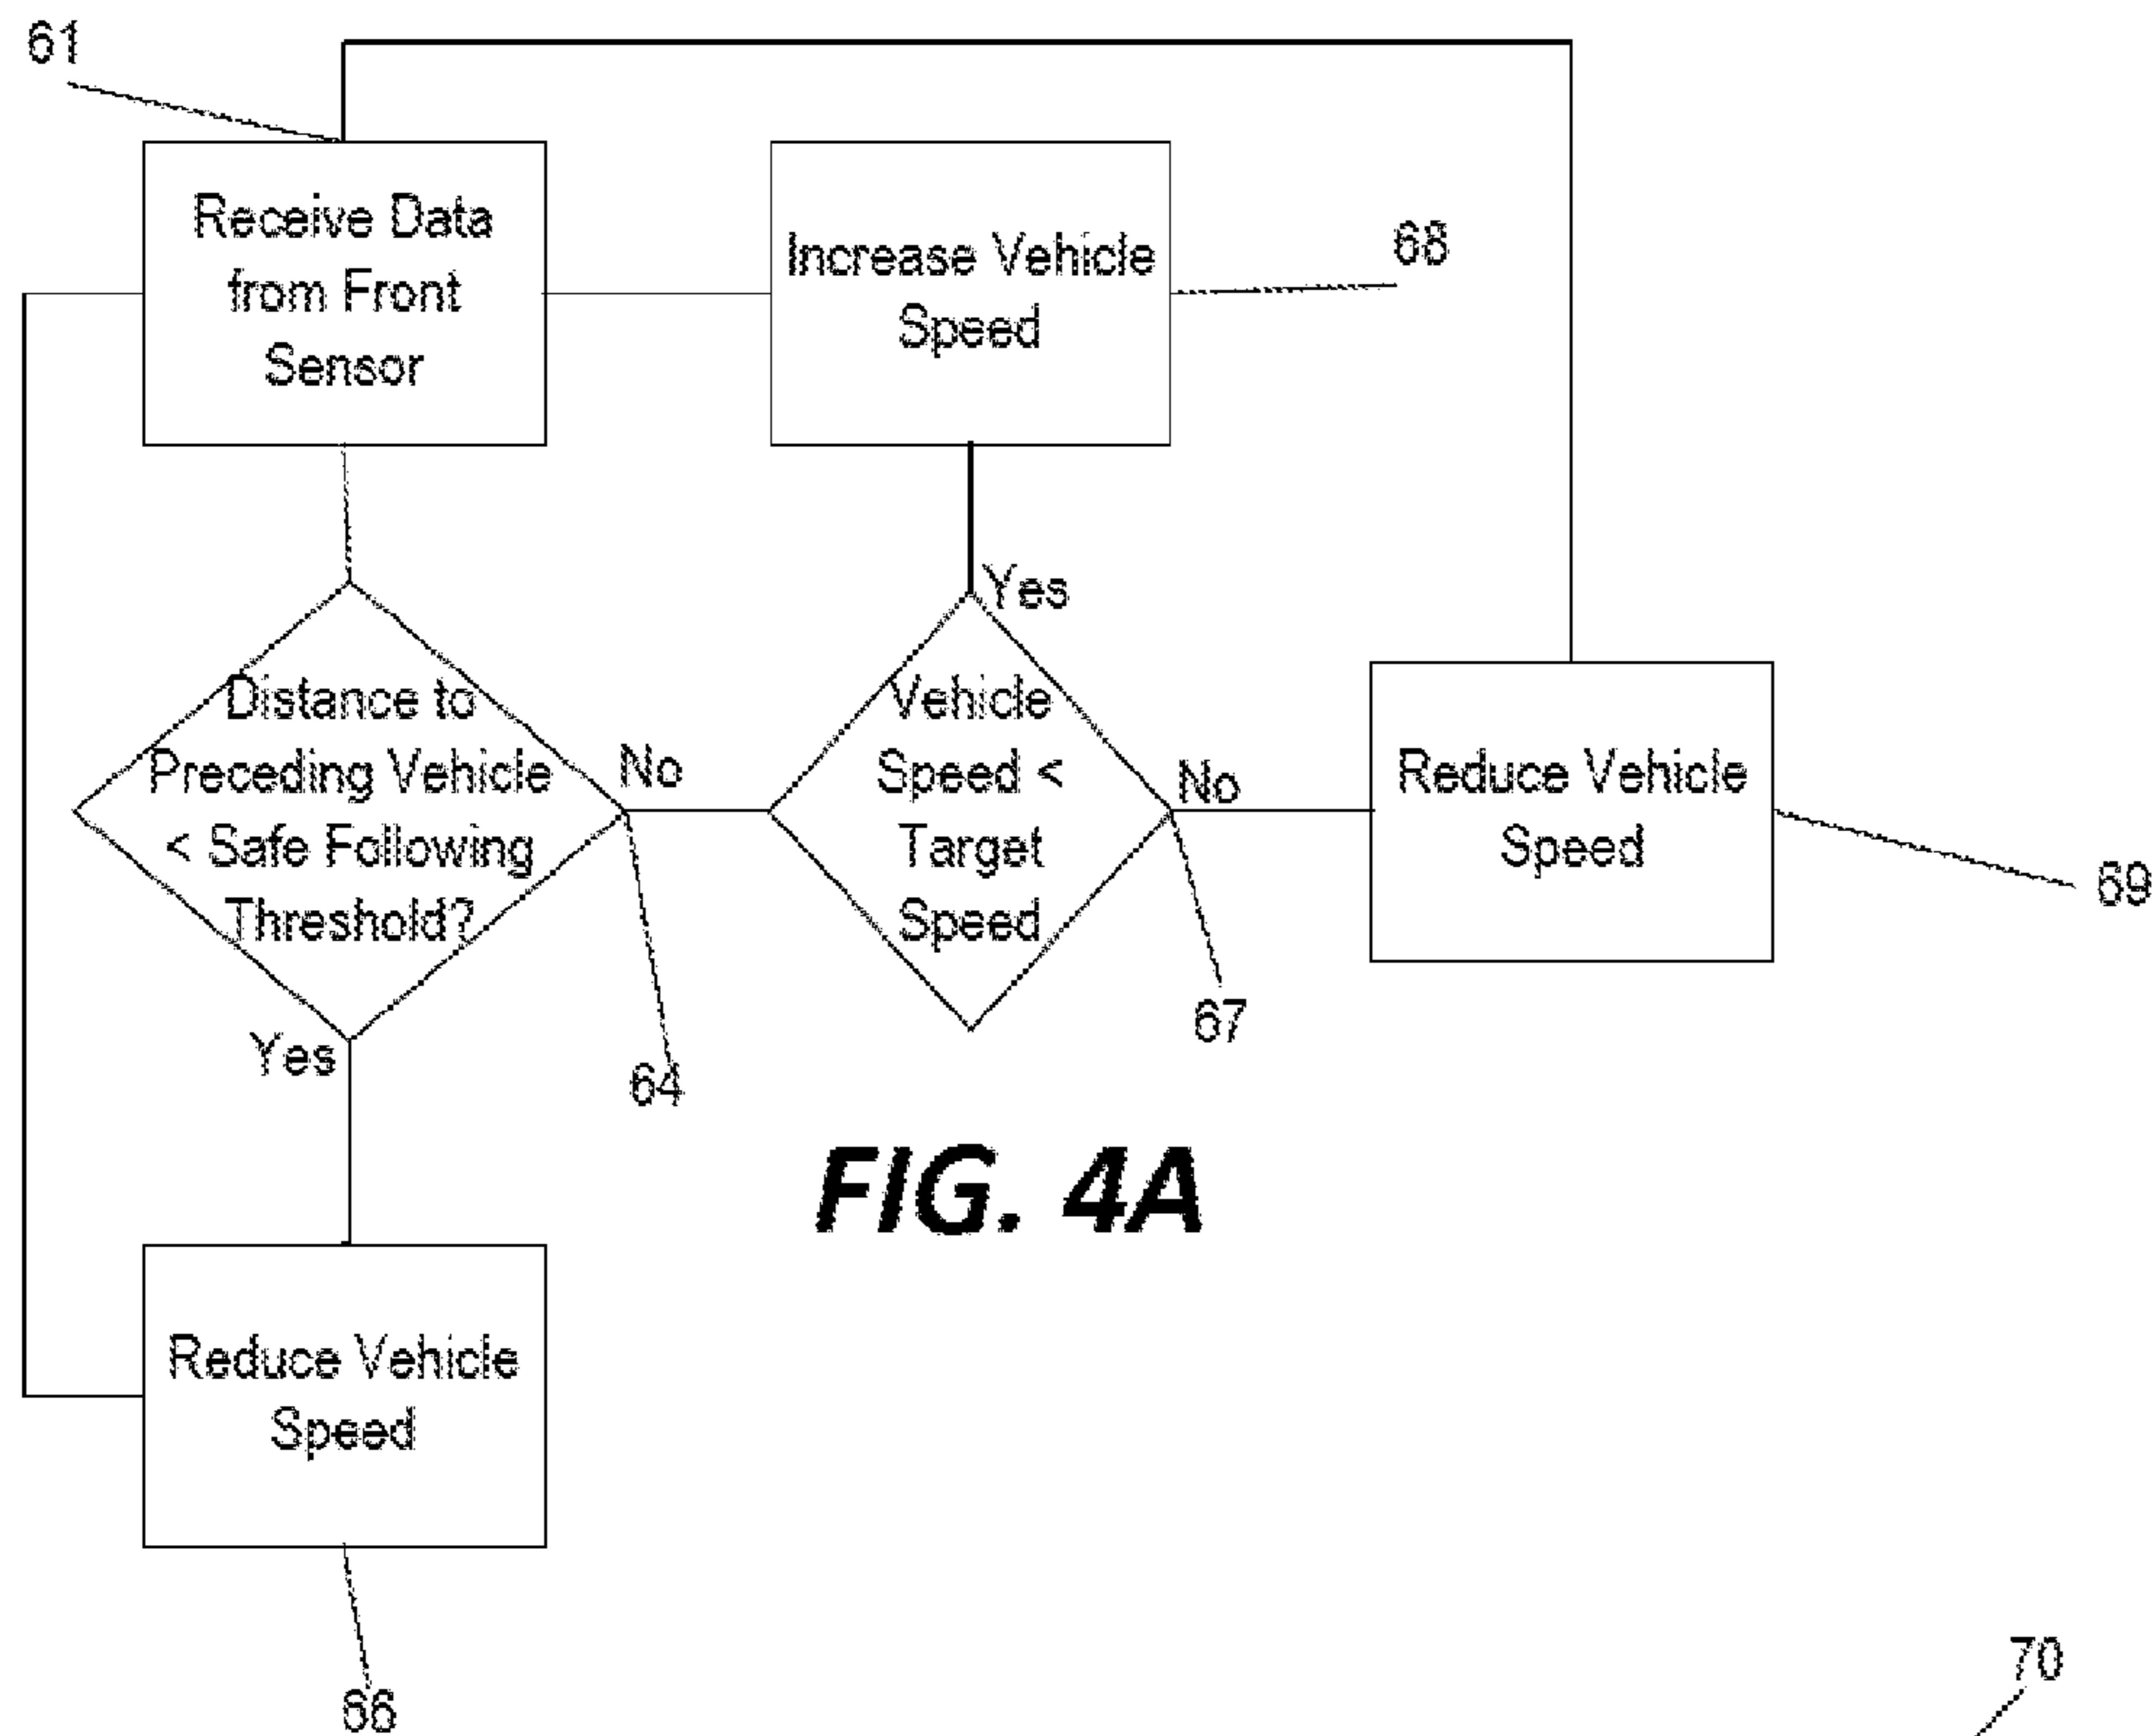 61
Receive Data
from Front
Sensor
Increase Vehicle
Speed
68
Yes
Distance to
Preceding Vehicle
< Safe Following
Threshold?
No
Vehicle
Speed <
Target
Speed
No
Reduce Vehicle
Speed
69
67
Yes
64
FIG. 4A
Reduce Vehicle
Speed
66
70